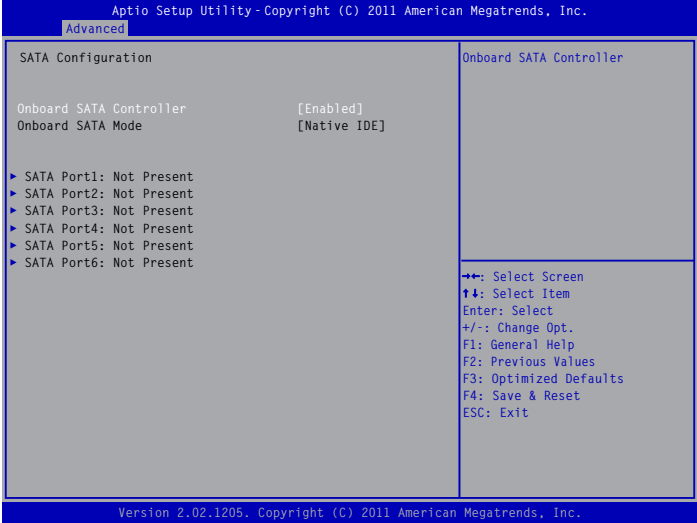 Aptio Setup Utility - Copyright (C) 2011 American Megatrends, Inc.
Advanced
SATA Configuration
Onboard SATA Controller [Enabled]
Onboard SATA Mode [Native IDE]
► SATA Port1: Not Present
► SATA Port2: Not Present
► SATA Port3: Not Present
► SATA Port4: Not Present
► SATA Port5: Not Present
► SATA Port6: Not Present
Onboard SATA Controller
→←: Select Screen
↑↓: Select Item
Enter: Select
+/-: Change Opt.
F1: General Help
F2: Previous Values
F3: Optimized Defaults
F4: Save & Reset
ESC: Exit
Version 2.02.1205. Copyright (C) 2011 American Megatrends, Inc.